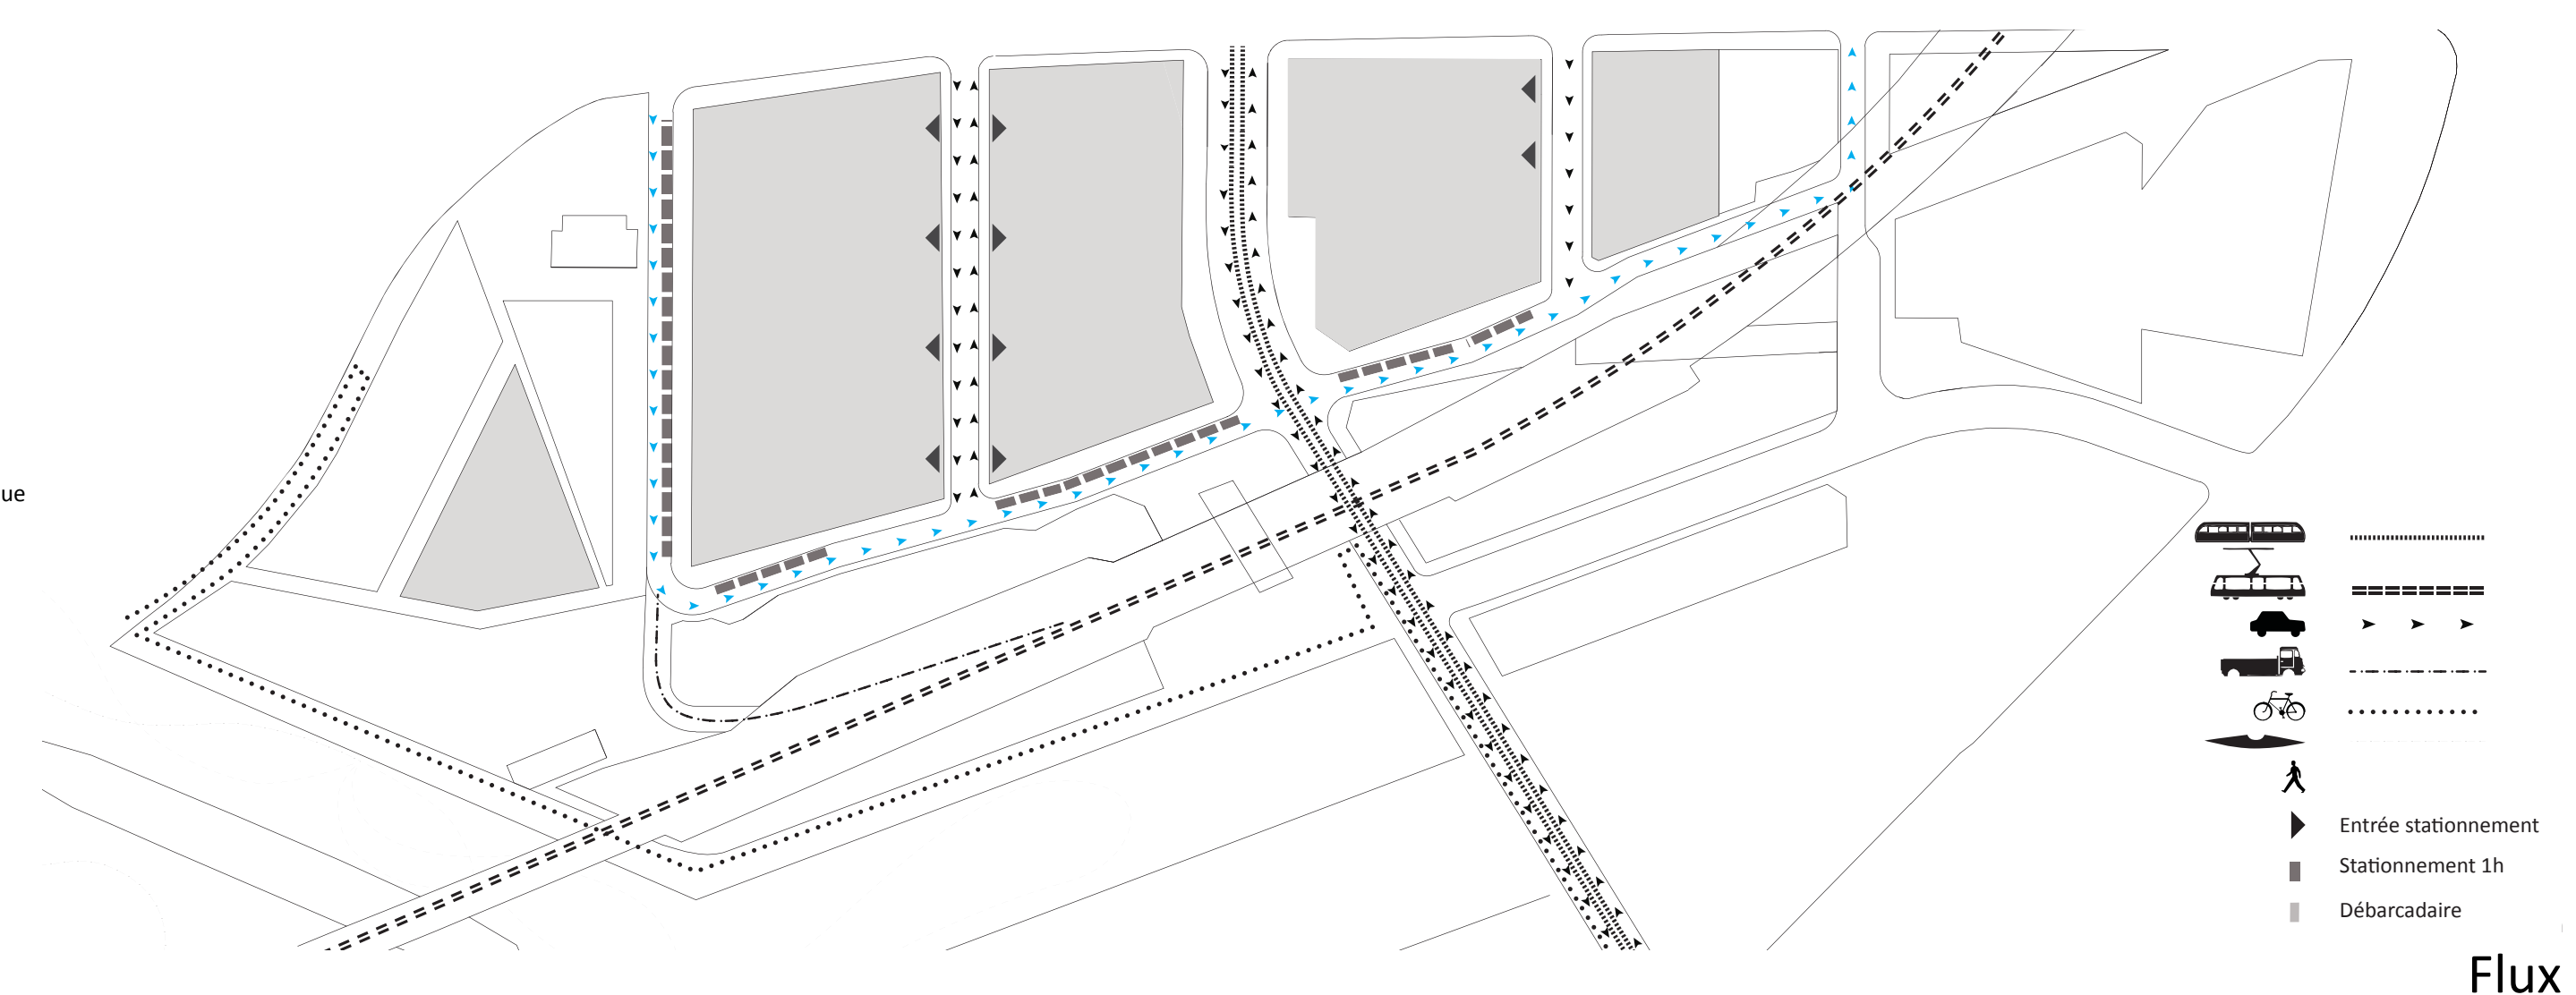 ue
Entrée stationnement
Stationnement 1h
Débarcadaire
Flux